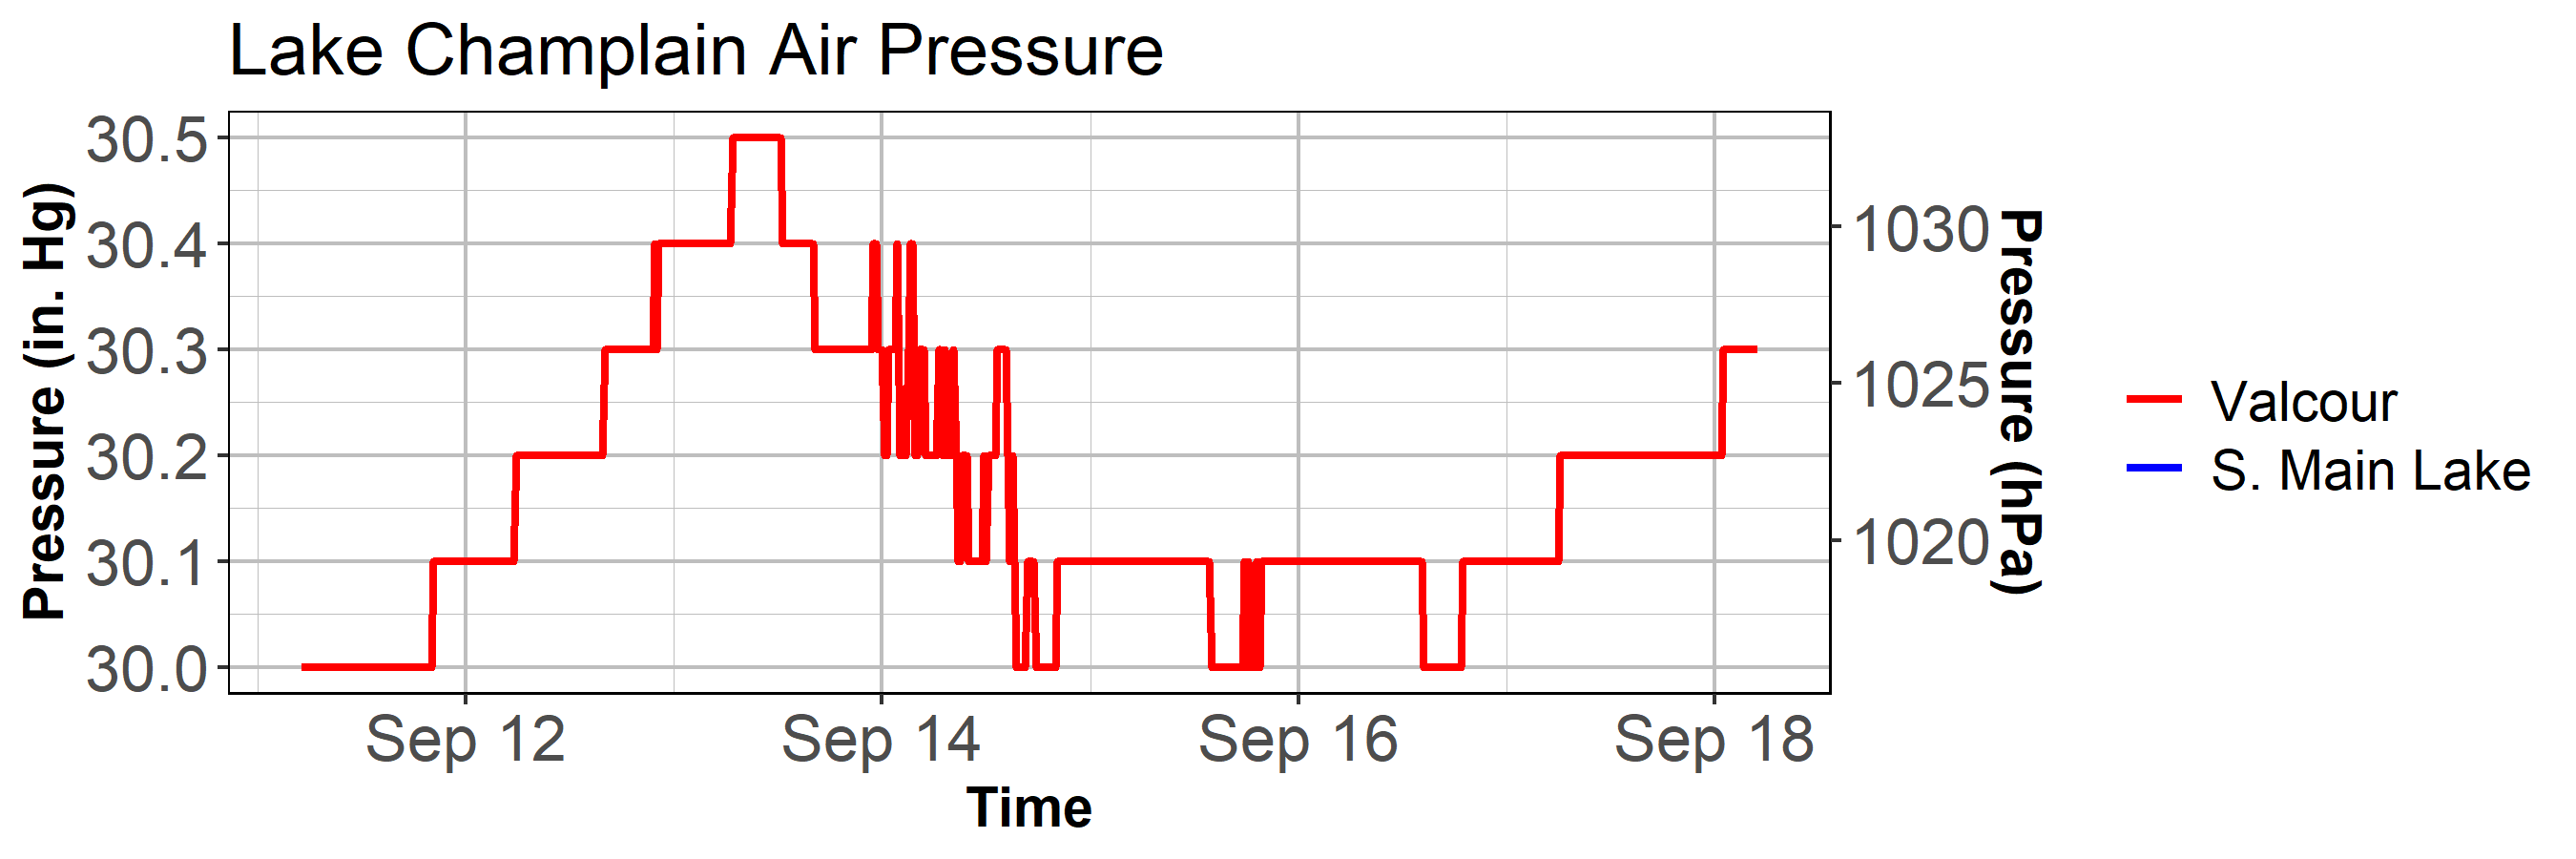 Lake Champlain Air Pressure
Pressure (in. Hg)
30.5
30.4
30.3
30.2
30.1
30.0
Sep 12
Sep 14
Sep 16
Sep 18
Time
1030
1025
1020
Pressure (hPa)
Valcour
S. Main Lake